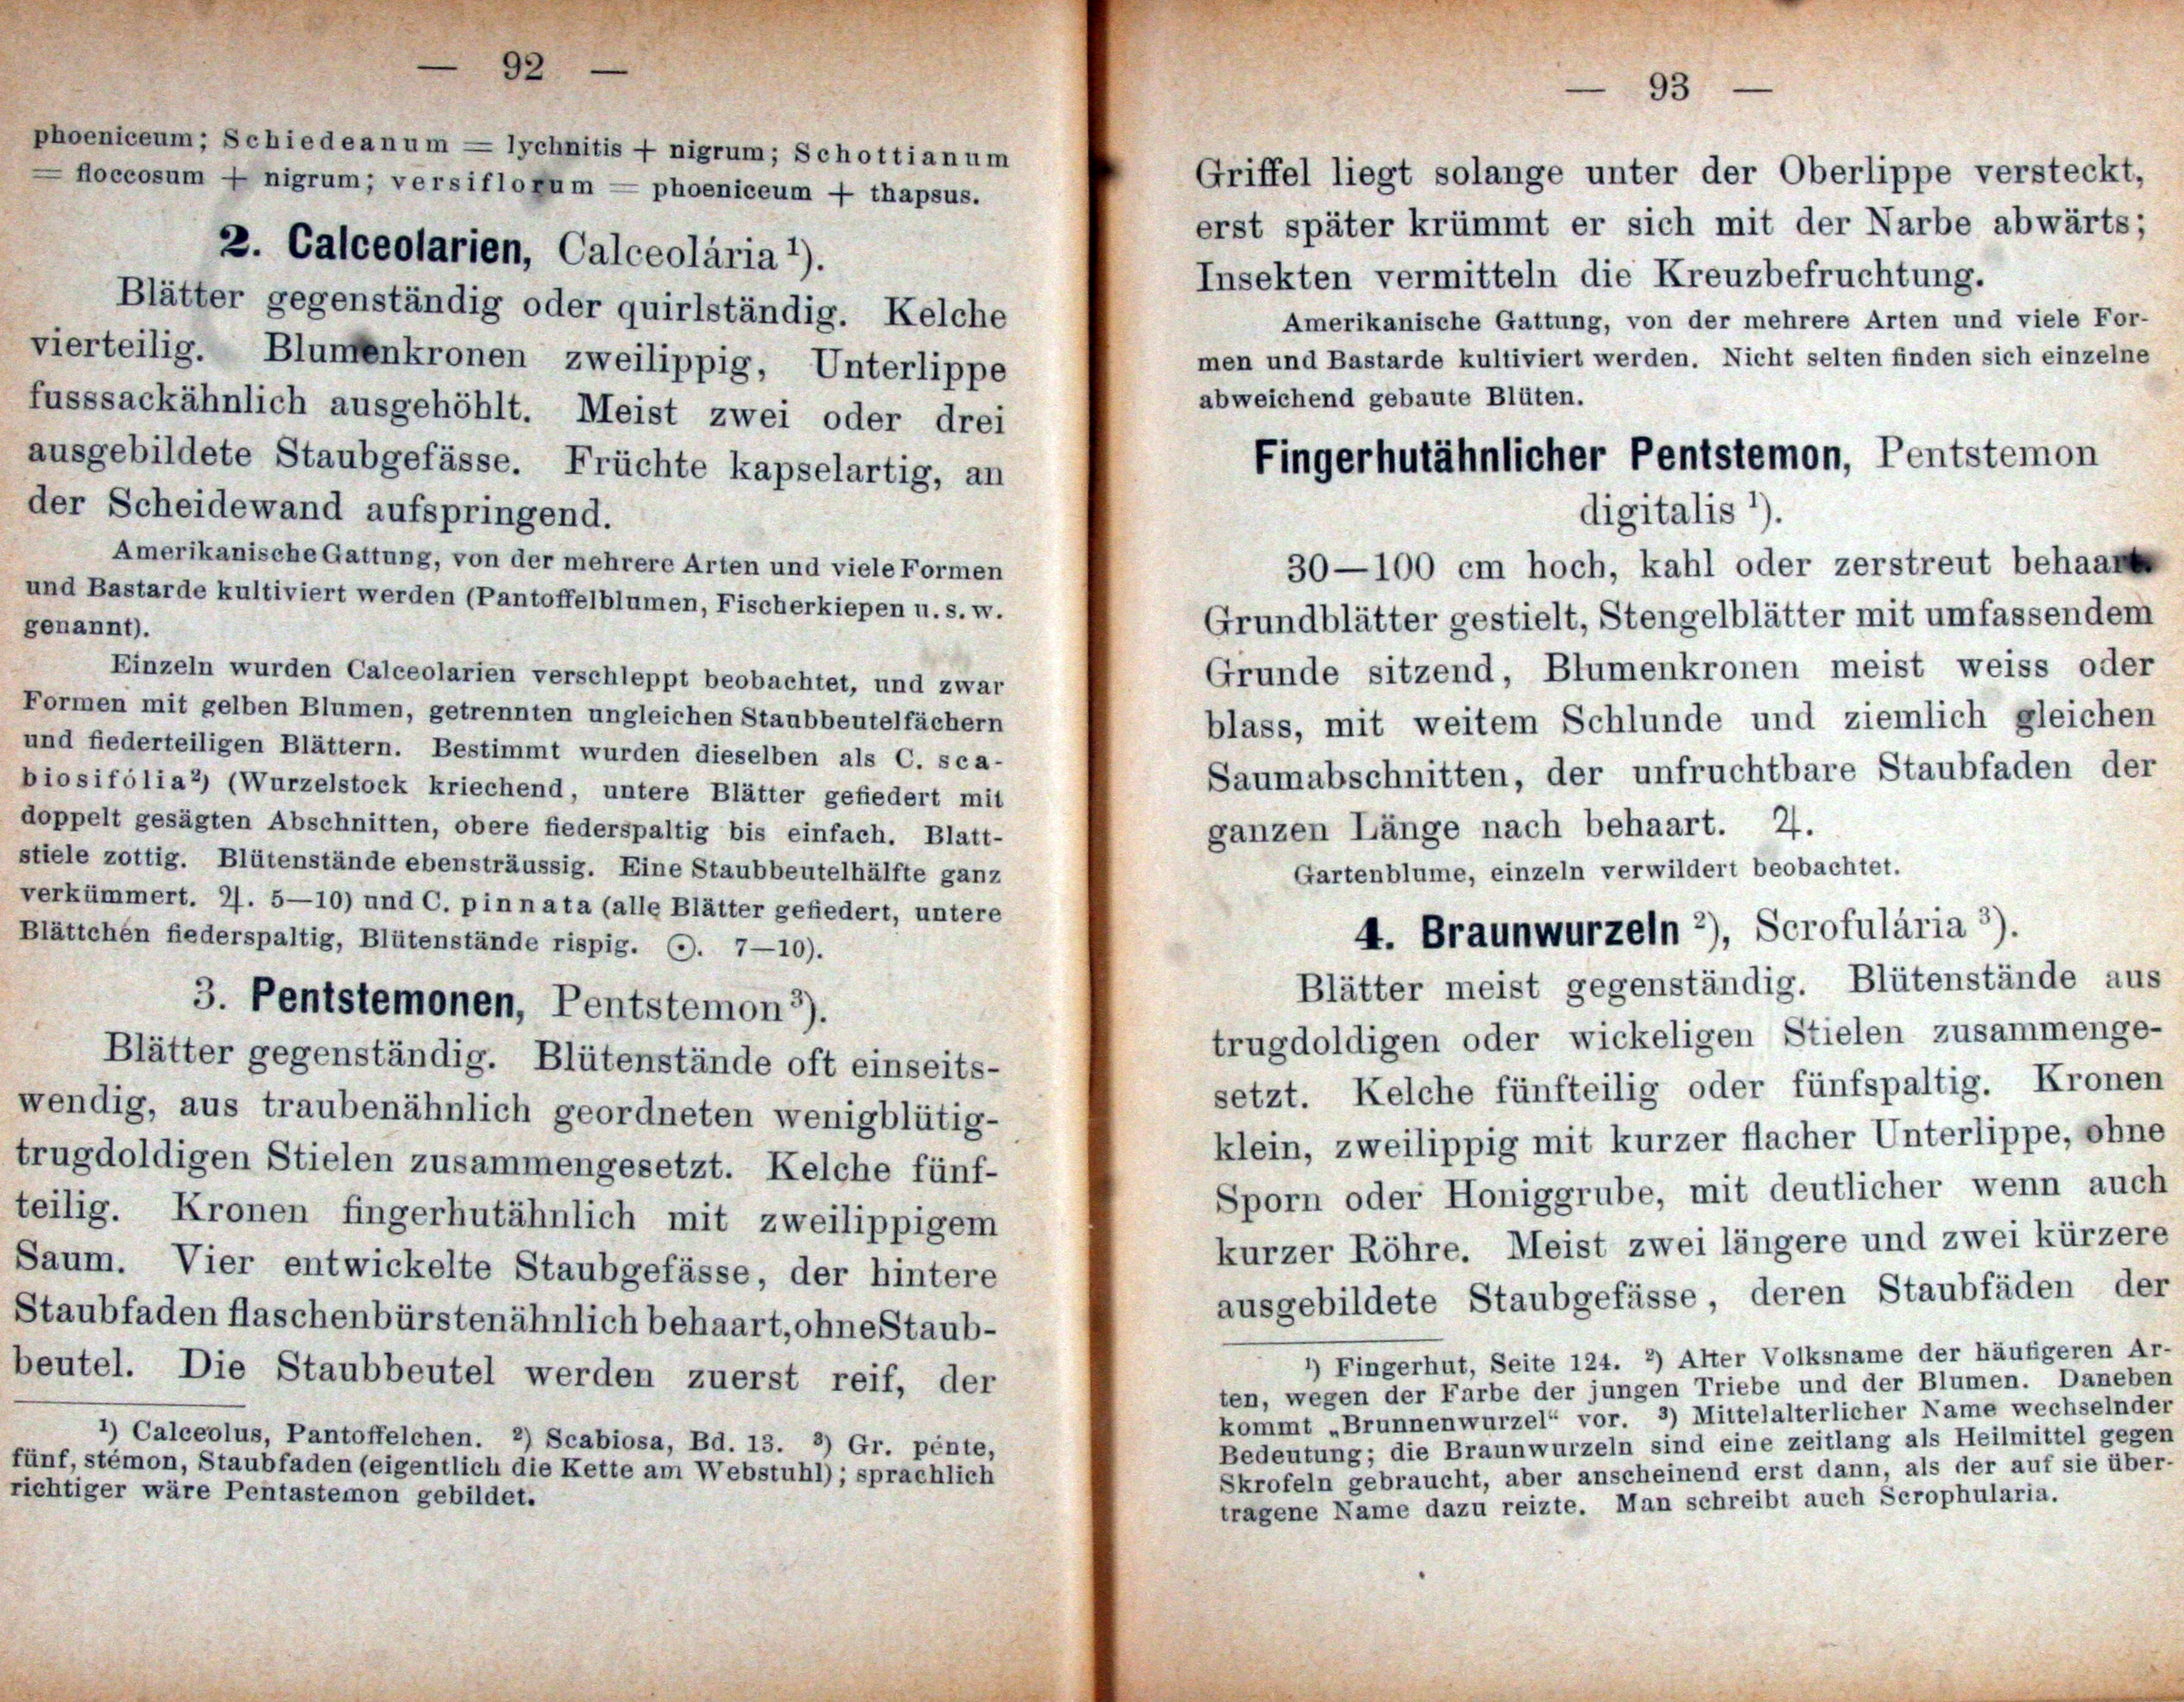 — 92 —
phoeniceum; Schiedeanum = lychnitis + nigrum; Schottianum
= floccosum + nigrum; versiflorum = phoeniceum + thapsus.
2. Calceolarien, Calceolária ¹).
Blätter gegenständig oder quirlständig. Kelche
vierteilig. Blumenkronen zweilippig, Unterlippe
fusssackähnlich ausgehöhlt. Meist zwei oder drei
ausgebildete Staubgefässe. Früchte kapselartig, an
der Scheidewand aufspringend.
Amerikanische Gattung, von der mehrere Arten und viele Formen
und Bastarde kultiviert werden (Pantoffelblumen, Fischerkiepen u. s. w.
genannt).
Einzeln wurden Calceolarien verschleppt beobachtet, und zwar
Formen mit gelben Blumen, getrennten ungleichen Staubbeutelfächern
und fiederteiligen Blättern. Bestimmt wurden dieselben als C. sca-
biosifólia²) (Wurzelstock kriechend, untere Blätter gefiedert mit
doppelt gesägten Abschnitten, obere fiederspaltig bis einfach. Blatt-
stiele zottig. Blütenstände ebensträussig. Eine Staubbeutelhälfte ganz
verkümmert. ♃. 5—10) und C. pinnata (alle Blätter gefiedert, untere
Blättchen fiederspaltig, Blütenstände rispig. ⊙. 7—10).
3. Pentstemonen, Pentstemon³).
Blätter gegenständig. Blütenstände oft einseits-
wendig, aus traubenähnlich geordneten wenigblütig-
trugdoldigen Stielen zusammengesetzt. Kelche fünf-
teilig. Kronen fingerhutähnlich mit zweilippigem
Saum. Vier entwickelte Staubgefässe, der hintere
Staubfaden flaschenbürstenähnlich behaart, ohne Staub-
beutel. Die Staubbeutel werden zuerst reif, der
¹) Calceolus, Pantoffelchen. ²) Scabiosa, Bd. 13. ³) Gr. pénte,
fünf, stémon, Staubfaden (eigentlich die Kette am Webstuhl); sprachlich
richtiger wäre Pentastemon gebildet.
— 93 —
Griffel liegt solange unter der Oberlippe versteckt,
erst später krümmt er sich mit der Narbe abwärts;
Insekten vermitteln die Kreuzbefruchtung.
Amerikanische Gattung, von der mehrere Arten und viele For-
men und Bastarde kultiviert werden. Nicht selten finden sich einzelne
abweichend gebaute Blüten.
Fingerhutähnlicher Pentstemon, Pentstemon
digitalis ¹).
30—100 cm hoch, kahl oder zerstreut behaart.
Grundblätter gestielt, Stengelblätter mit umfassendem
Grunde sitzend, Blumenkronen meist weiss oder
blass, mit weitem Schlunde und ziemlich gleichen
Saumabschnitten, der unfruchtbare Staubfaden der
ganzen Länge nach behaart. ♃.
Gartenblume, einzeln verwildert beobachtet.
4. Braunwurzeln ²), Scrofulária ³).
Blätter meist gegenständig. Blütenstände aus
trugdoldigen oder wickeligen Stielen zusammenge-
setzt. Kelche fünfteilig oder fünfspaltig. Kronen
klein, zweilippig mit kurzer flacher Unterlippe, ohne
Sporn oder Honiggrube, mit deutlicher wenn auch
kurzer Röhre. Meist zwei längere und zwei kürzere
ausgebildete Staubgefässe, deren Staubfäden der
¹) Fingerhut, Seite 124. ²) Alter Volksname der häufigeren Ar-
ten, wegen der Farbe der jungen Triebe und der Blumen. Daneben
kommt „Brunnenwurzel“ vor. ³) Mittelalterlicher Name wechselnder
Bedeutung; die Braunwurzeln sind eine zeitlang als Heilmittel gegen
Skrofeln gebraucht, aber anscheinend erst dann, als der auf sie über-
tragene Name dazu reizte. Man schreibt auch Scrophularia.